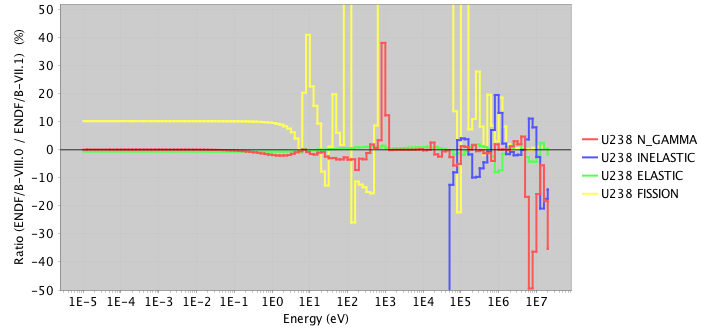 Ratio (ENDF/B-VIII.0 / ENDF/B-VII.1) (%)
50
40
30
20
10
0
-10
-20
-30
-40
-50
1E-5 1E-4 1E-3 1E-2 1E-1 1E0 1E1 1E2 1E3 1E4 1E5 1E6 1E7
Energy (eV)
U238 N_GAMMA
U238 INELASTIC
U238 ELASTIC
U238 FISSION